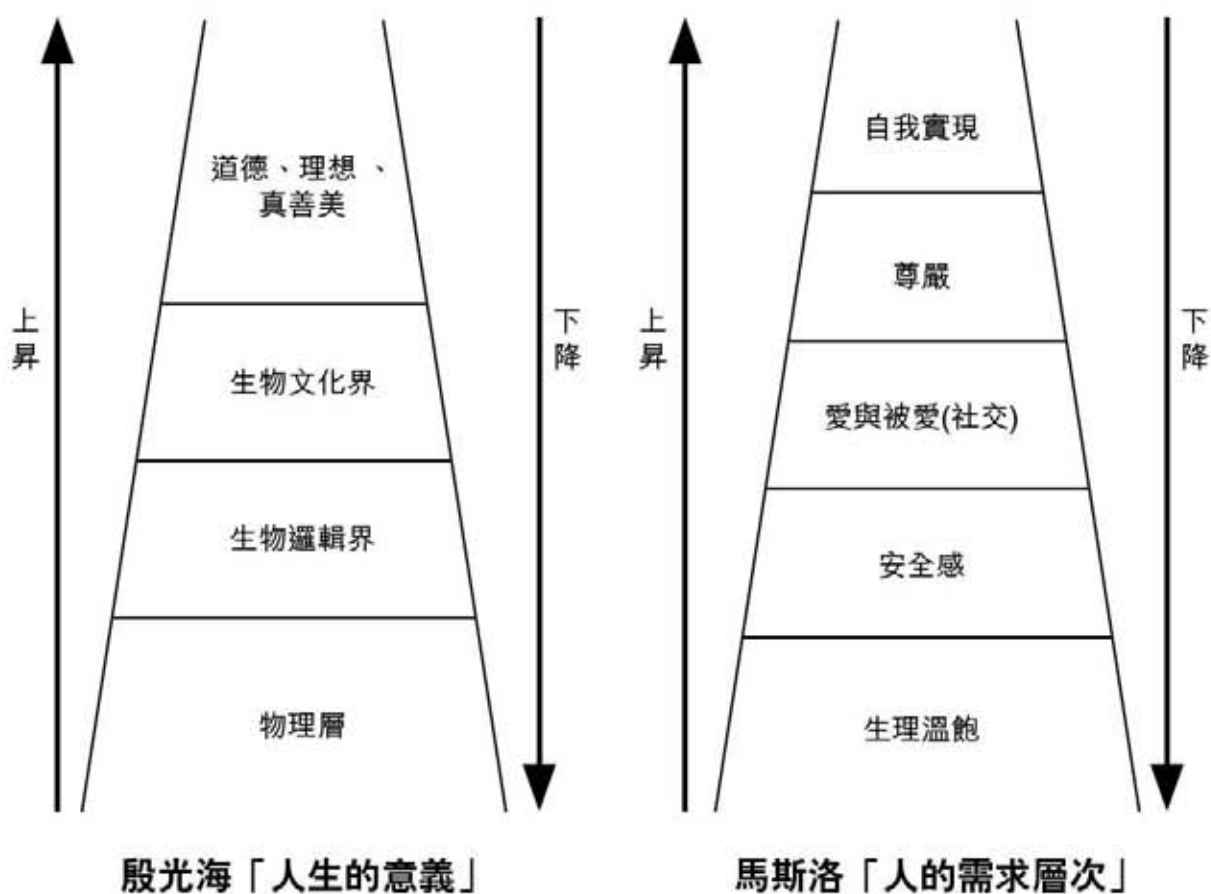 上昇
道德、理想 、
真善美
生物文化界
生物邏輯界
物理層
下降
殷光海「人生的意義」
上昇
自我實現
尊嚴
愛與被愛(社交)
安全感
生理溫飽
下降
馬斯洛「人的需求層次」